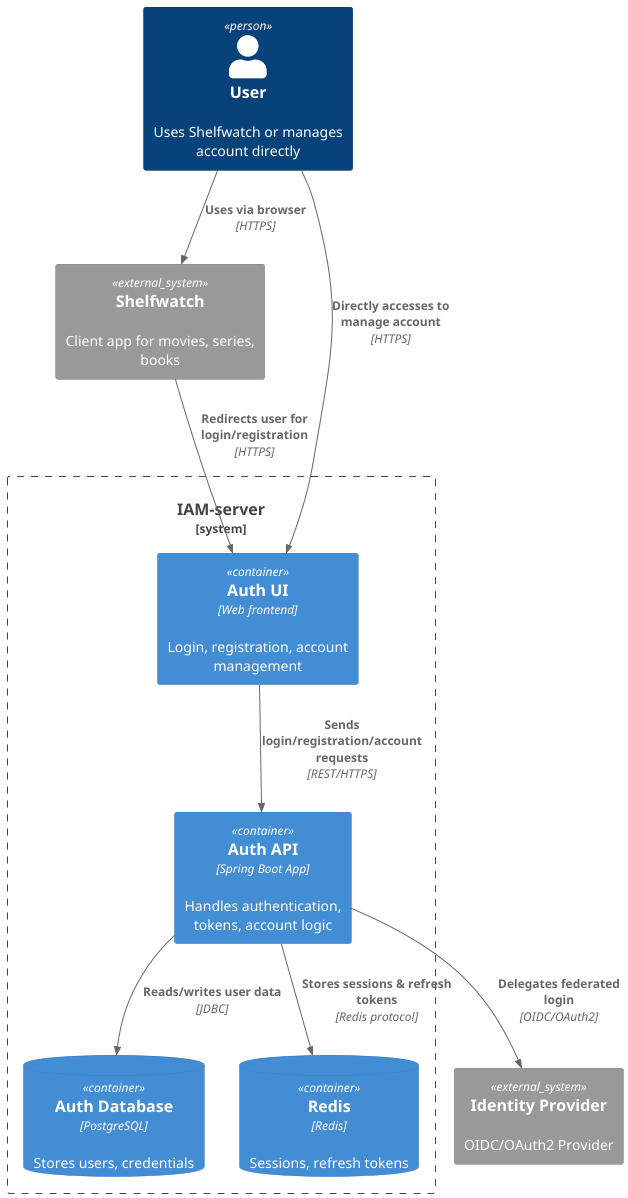 «person»
User
Uses Shelfwatch or manages
account directly
Uses via browser
[HTTPS]
«external_system»
Shelfwatch
Client app for movies, series,
books
Directly accesses to
manage account
[HTTPS]
Redirects user for
login/registration
[HTTPS]
IAM-server
[system]
«container»
Auth UI
[Web frontend]
Login, registration, account
management
Sends
login/registration/account
requests
[REST/HTTPS]
«container»
Auth API
[Spring Boot App]
Handles authentication,
tokens, account logic
Reads/writes user data
[JDBC]
Stores sessions & refresh
tokens
[Redis protocol]
Delegates federated
login
[OIDC/OAuth2]
«container»
Auth Database
[PostgreSQL]
Stores users, credentials
«container»
Redis
[Redis]
Sessions, refresh tokens
«external_system»
Identity Provider
OIDC/OAuth2 Provider